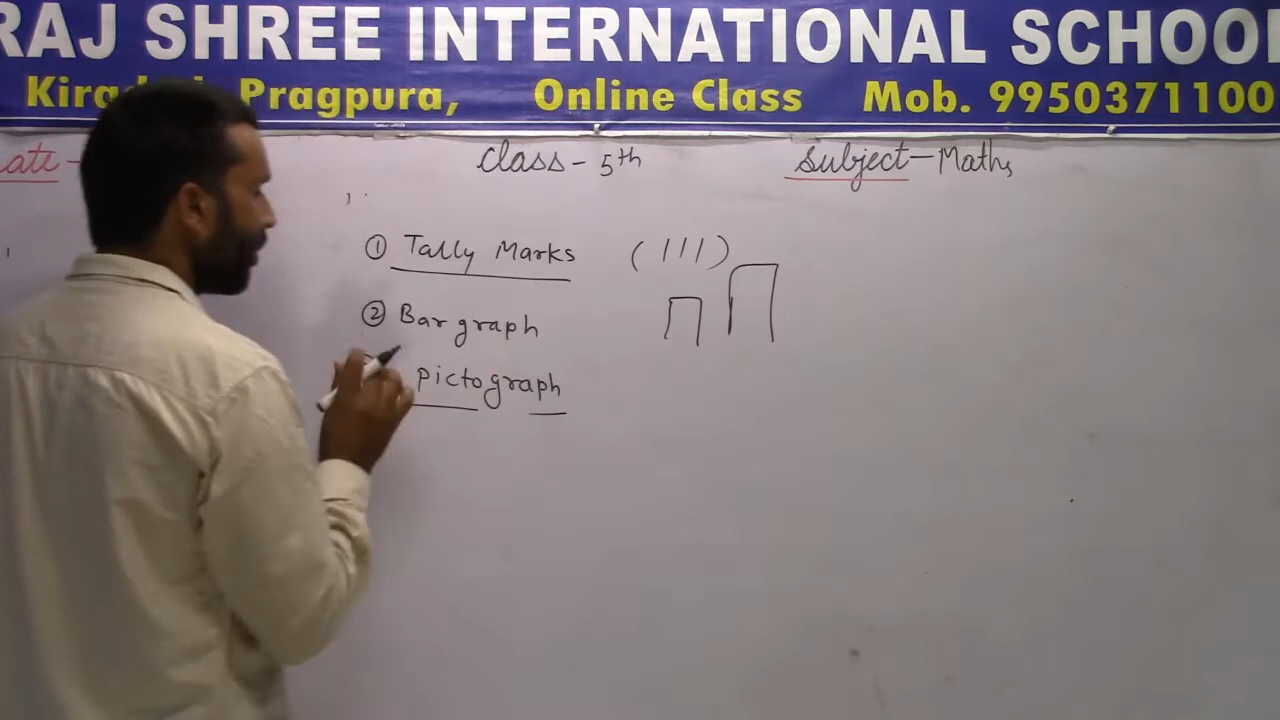 RAJ SHREE INTERNATIONAL SCHOOL
Pragpura, Online Class Mob. 9950371100
Class - 5th Subject - Maths
① Tally Marks ( ||| )
② Bar graph
Pictograph